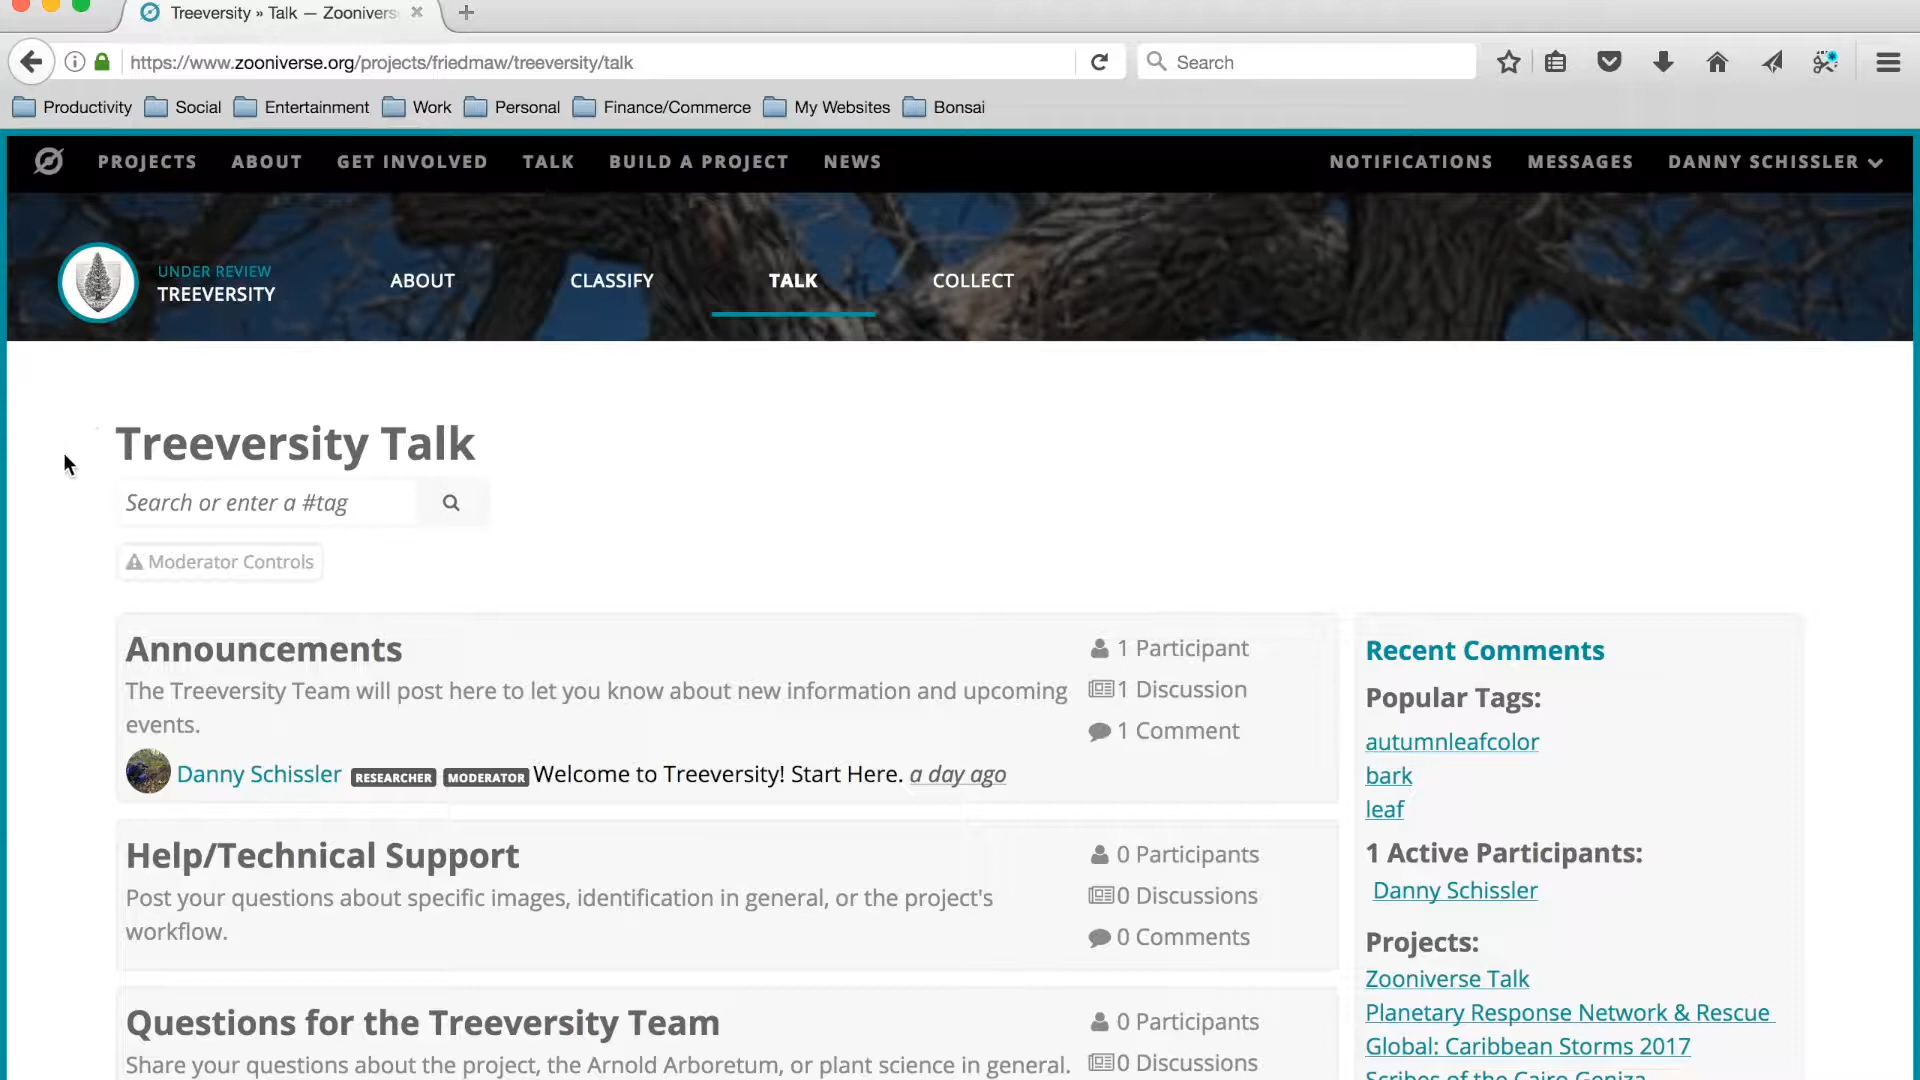 Treeversity » Talk — Zoonivers
https://www.zooniverse.org/projects/friedmaw/treeversity/talk
Search
Productivity Social Entertainment Work Personal Finance/Commerce My Websites Bonsai
PROJECTS ABOUT GET INVOLVED TALK BUILD A PROJECT NEWS NOTIFICATIONS MESSAGES DANNY SCHISSLER
UNDER REVIEW
TREEVERSITY
ABOUT CLASSIFY TALK COLLECT
Treeversity Talk
Search or enter a #tag
Moderator Controls
Announcements
The Treeversity Team will post here to let you know about new information and upcoming
events.
Danny Schissler RESEARCHER MODERATOR Welcome to Treeversity! Start Here. a day ago
1 Participant
1 Discussion
1 Comment
Help/Technical Support
Post your questions about specific images, identification in general, or the project's
workflow.
0 Participants
0 Discussions
0 Comments
Questions for the Treeversity Team
Share your questions about the project, the Arnold Arboretum, or plant science in general.
0 Participants
0 Discussions
Recent Comments
Popular Tags:
autumnleafcolor
bark
leaf
1 Active Participants:
Danny Schissler
Projects:
Zooniverse Talk
Planetary Response Network & Rescue
Global: Caribbean Storms 2017
Scribes of the Cairo Geniza